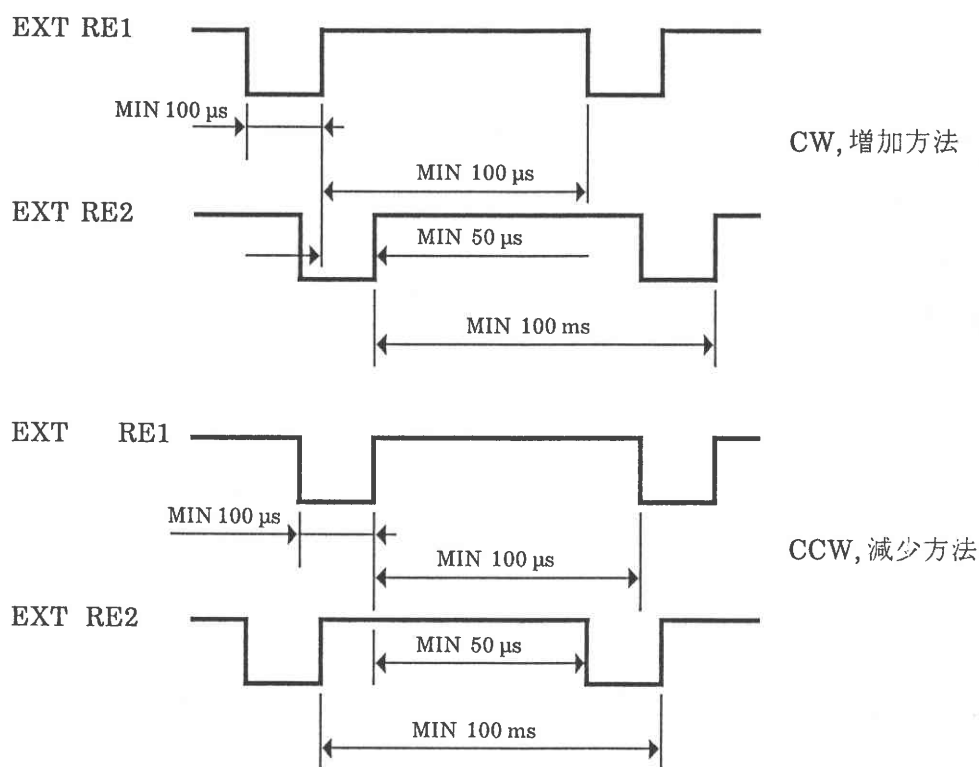 EXT RE1
MIN 100 μs
CW, 増加方法
MIN 100 μs
EXT RE2
MIN 50 μs
MIN 100 ms
EXT RE1
MIN 100 μs
CCW, 減少方法
MIN 100 μs
EXT RE2
MIN 50 μs
MIN 100 ms